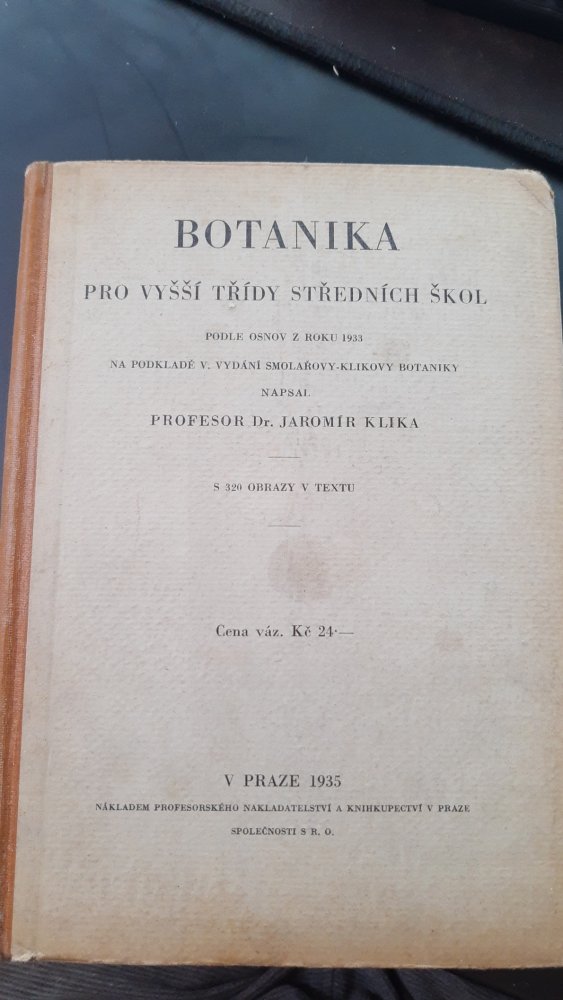 BOTANIKA
PRO VYŠŠÍ TŘÍDY STŘEDNÍCH ŠKOL
PODLE OSNOV Z ROKU 1933
NA PODKLADĚ V. VYDÁNÍ SMOLAŘOVY-KLIKOVY BOTANIKY
NAPSAL
PROFESOR Dr. JAROMÍR KLIKA
S 320 OBRAZY V TEXTU
Cena váz. Kč 24·—
V PRAZE 1935
NÁKLADEM PROFESORSKÉHO NAKLADATELSTVÍ A KNIHKUPECTVÍ V PRAZE
SPOLEČNOSTI S R. O.